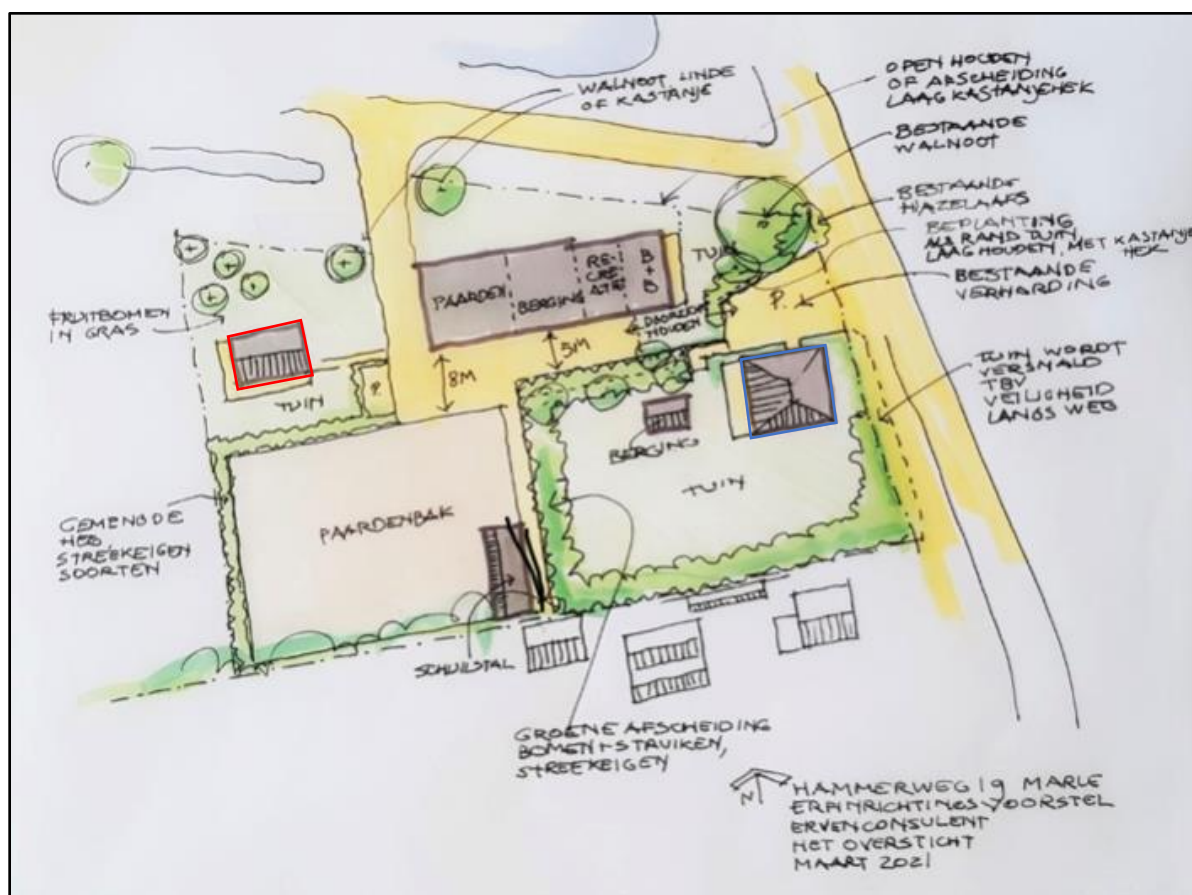 WALNOOT LINDE
OF KASTANJE
OPEN HOUDEN
OF AFSCHEIDING
LAAG KASTANJEHEK
BESTAANDE
WALNOOT
BESTAANDE
HAZELAARS
BEPLANTING
ALS RAND TUIN,
LAAG HOUDEN, MET KASTANJE
HEK
BESTAANDE
VERHARDING
TUIN
PAARDEN
BERGING
RE-
CRE-
ATIE
B
+
B
P.
DOORZICHT
HOUDEN
FRUITBOMEN
IN GRAS
5M
8M
TUIN
P.
TUIN WORDT
VERSMALD
TBV
VEILIGHEID
LANGS WEG
BERGING
TUIN
PAARDENBAK
GEMENGDE
HEG
STREEKEIGEN
SOORTEN
SCHUILSTAL
GROENE AFSCHEIDING
BOMEN + STRUIKEN,
STREEKEIGEN
N
HAMMERWEG 19 MARLE
ERFINRICHTINGSVOORSTEL
ERVENCONSULENT
HET OVERSTICHT
MAART 2021